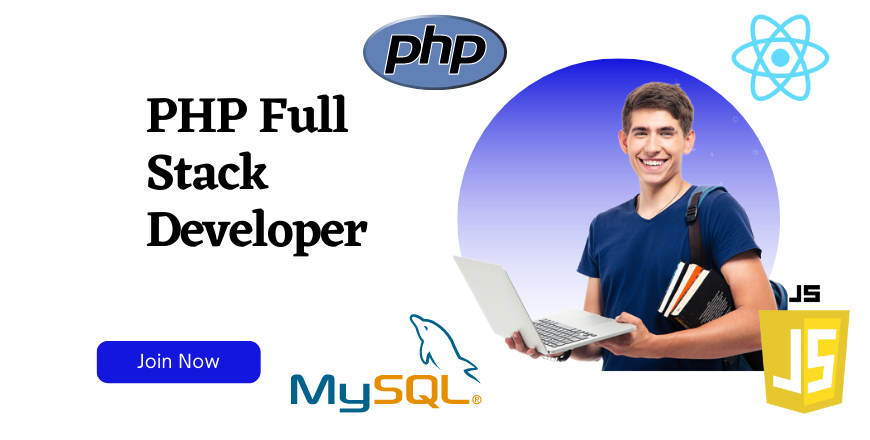 php
PHP Full
Stack
Developer
JS
JS
Join Now
MySQL®